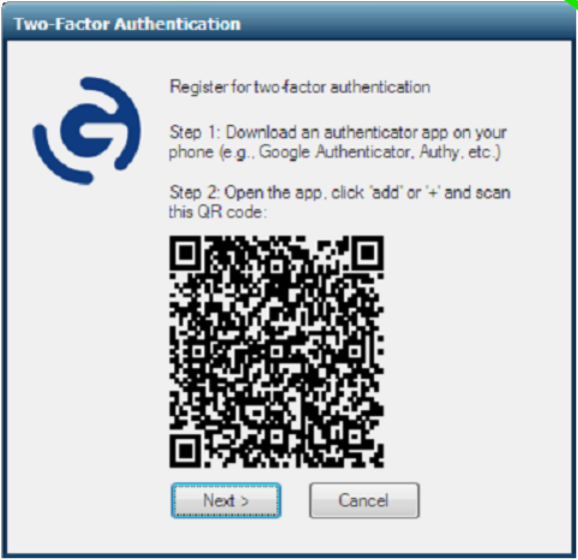 Two-Factor Authentication
Register for two-factor authentication
Step 1: Download an authenticator app on your
phone (e.g., Google Authenticator, Authy, etc.)
Step 2: Open the app, click 'add' or '+' and scan
this QR code:
Next >
Cancel